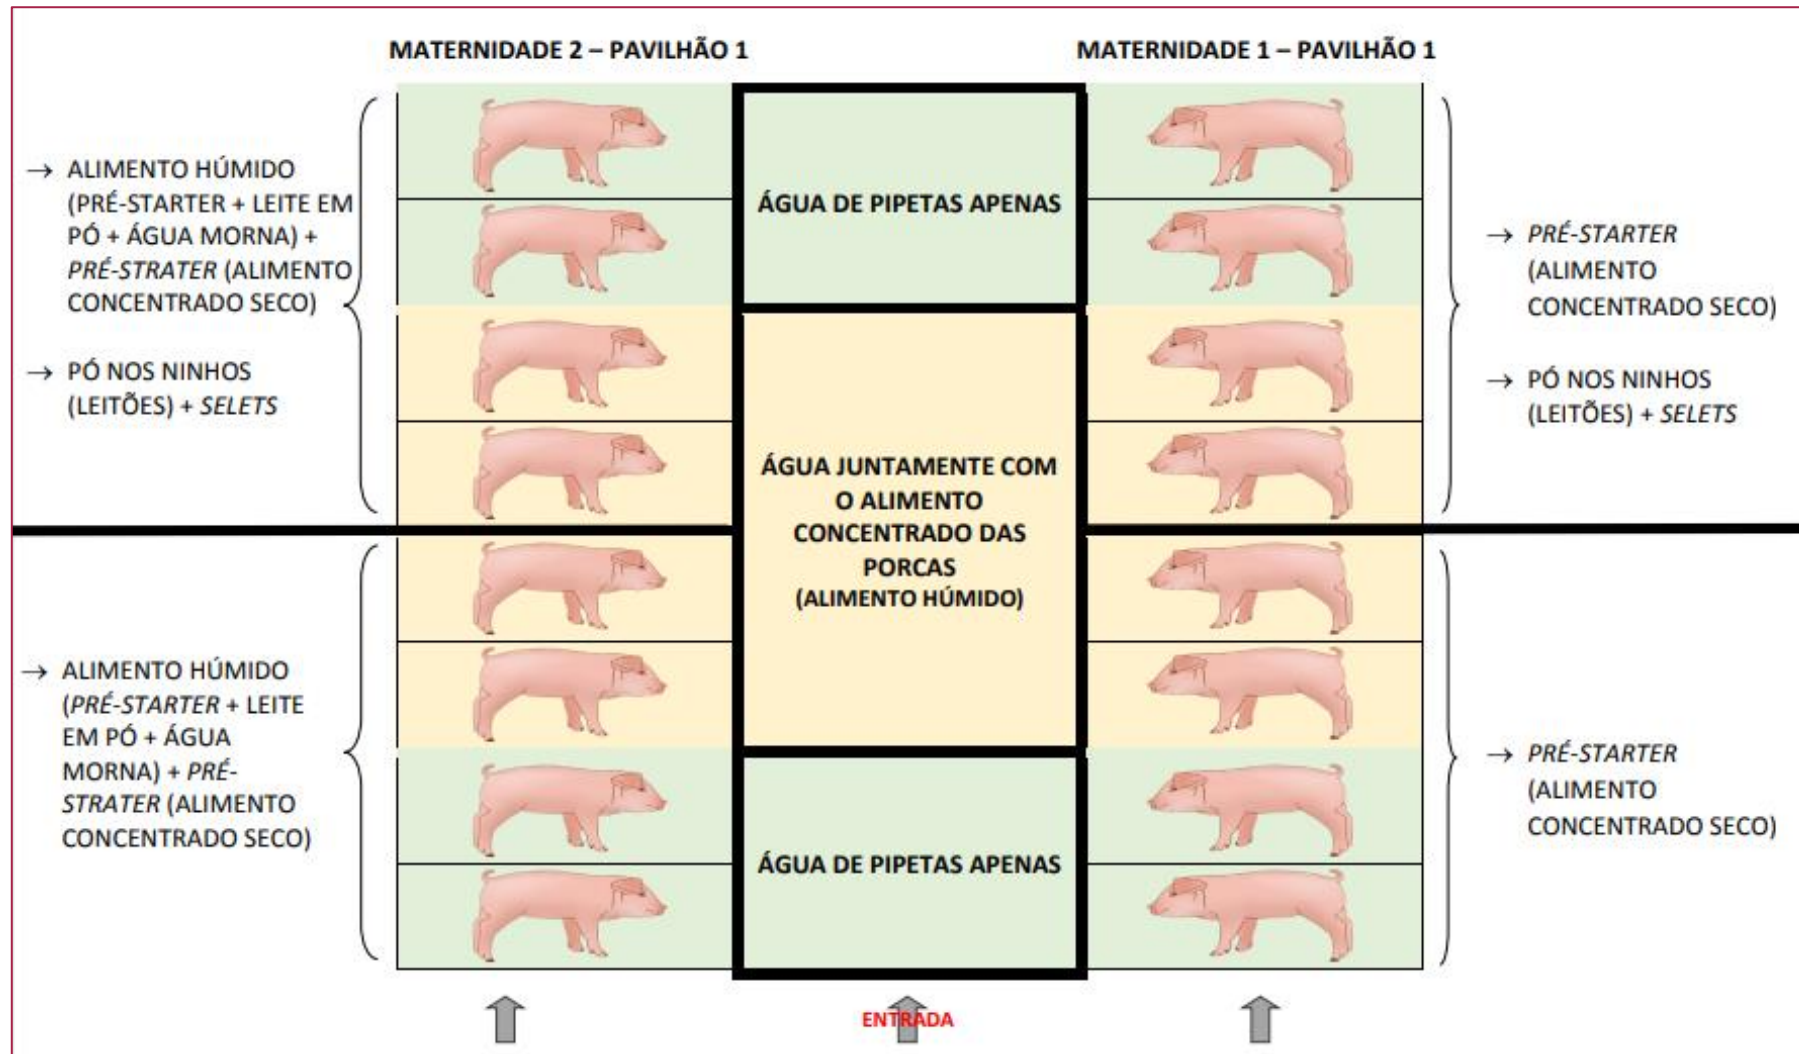 MATERNIDADE 2 – PAVILHÃO 1
MATERNIDADE 1 – PAVILHÃO 1
→ ALIMENTO HÚMIDO
(PRÉ-STARTER + LEITE EM
PÓ + ÁGUA MORNA) +
PRÉ-STRATER (ALIMENTO
CONCENTRADO SECO)
→ PÓ NOS NINHOS
(LEITÕES) + SELETS
ÁGUA DE PIPETAS APENAS
→ PRÉ-STARTER
(ALIMENTO
CONCENTRADO SECO)
→ PÓ NOS NINHOS
(LEITÕES) + SELETS
ÁGUA JUNTAMENTE COM
O ALIMENTO
CONCENTRADO DAS
PORCAS
(ALIMENTO HÚMIDO)
→ ALIMENTO HÚMIDO
(PRÉ-STARTER + LEITE
EM PÓ + ÁGUA
MORNA) + PRÉ-
STRATER (ALIMENTO
CONCENTRADO SECO)
ÁGUA DE PIPETAS APENAS
→ PRÉ-STARTER
(ALIMENTO
CONCENTRADO SECO)
ENTRADA